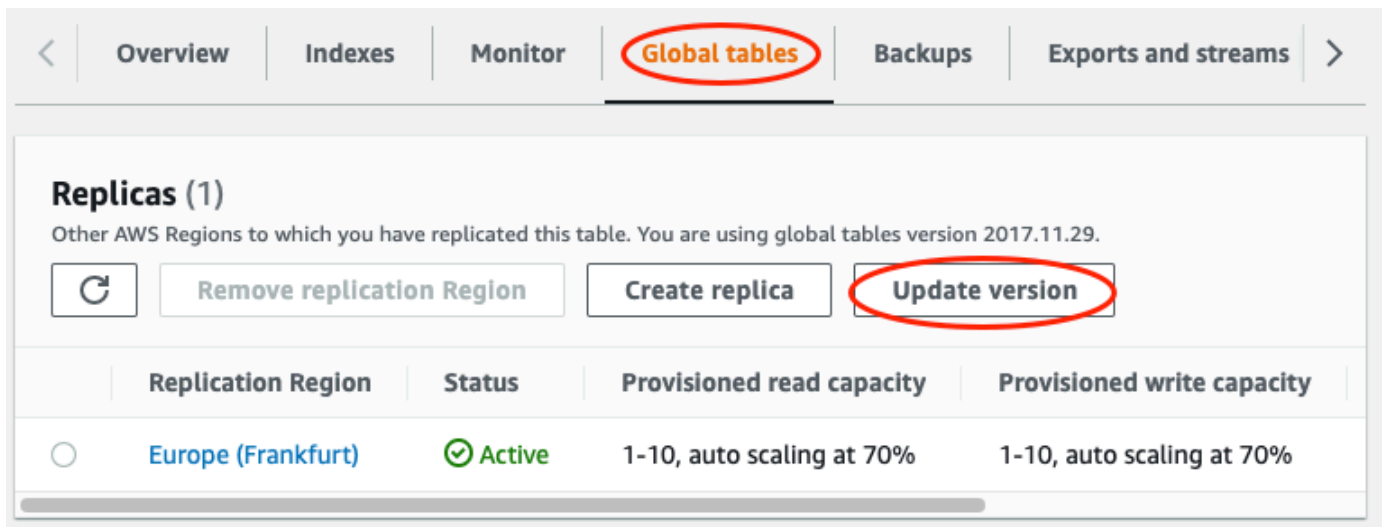 Overview Indexes Monitor Global tables Backups Exports and streams
Replicas (1)
Other AWS Regions to which you have replicated this table. You are using global tables version 2017.11.29.
Remove replication Region Create replica Update version
Replication Region Status Provisioned read capacity Provisioned write capacity
Europe (Frankfurt) Active 1-10, auto scaling at 70% 1-10, auto scaling at 70%